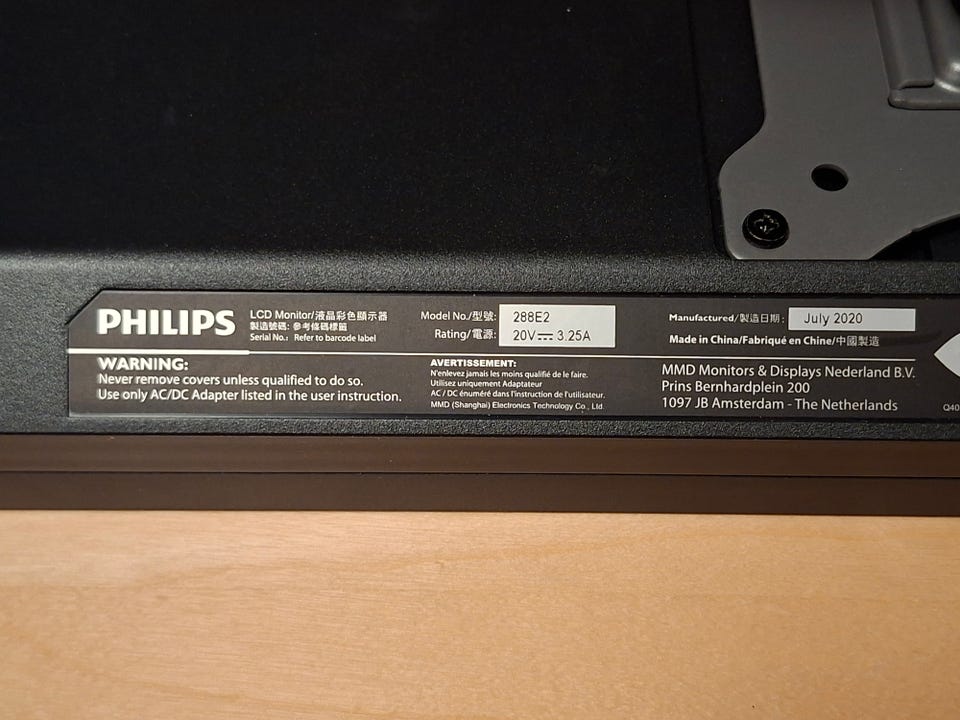 PHILIPS
LCD Monitor/液晶彩色顯示器
製造號碼: 參考條碼標籤
Serial No.: Refer to barcode label
Model No./型號: 288E2
Rating/電源: 20V⎓ 3.25A
Manufactured/製造日期: July 2020
Made in China/Fabriqué en Chine/中國製造
WARNING:
Never remove covers unless qualified to do so.
Use only AC/DC Adapter listed in the user instruction.
AVERTISSEMENT:
N'enlevez jamais les moins qualifié de le faire.
Utilisez uniquement Adaptateur
AC / DC énuméré dans l'instruction de l'utilisateur.
MMD (Shanghai) Electronics Technology Co., Ltd.
MMD Monitors & Displays Nederland B.V.
Prins Bernhardplein 200
1097 JB Amsterdam - The Netherlands
Q40